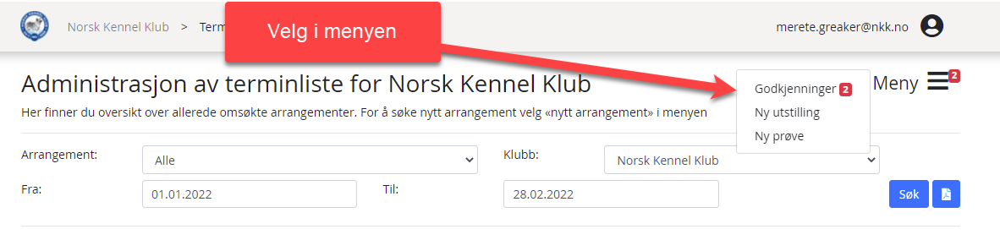 Norsk Kennel Klub > Term
Velg i menyen
merete.greaker@nkk.no
Administrasjon av terminliste for Norsk Kennel Klub
Meny 2
Her finner du oversikt over allerede omsøkte arrangementer. For å søke nytt arrangement velg «nytt arrangement» i menyen
Godkjenninger 2
Ny utstilling
Ny prøve
Arrangement: Alle Klubb: Norsk Kennel Klub
Fra: 01.01.2022 Til: 28.02.2022 Søk